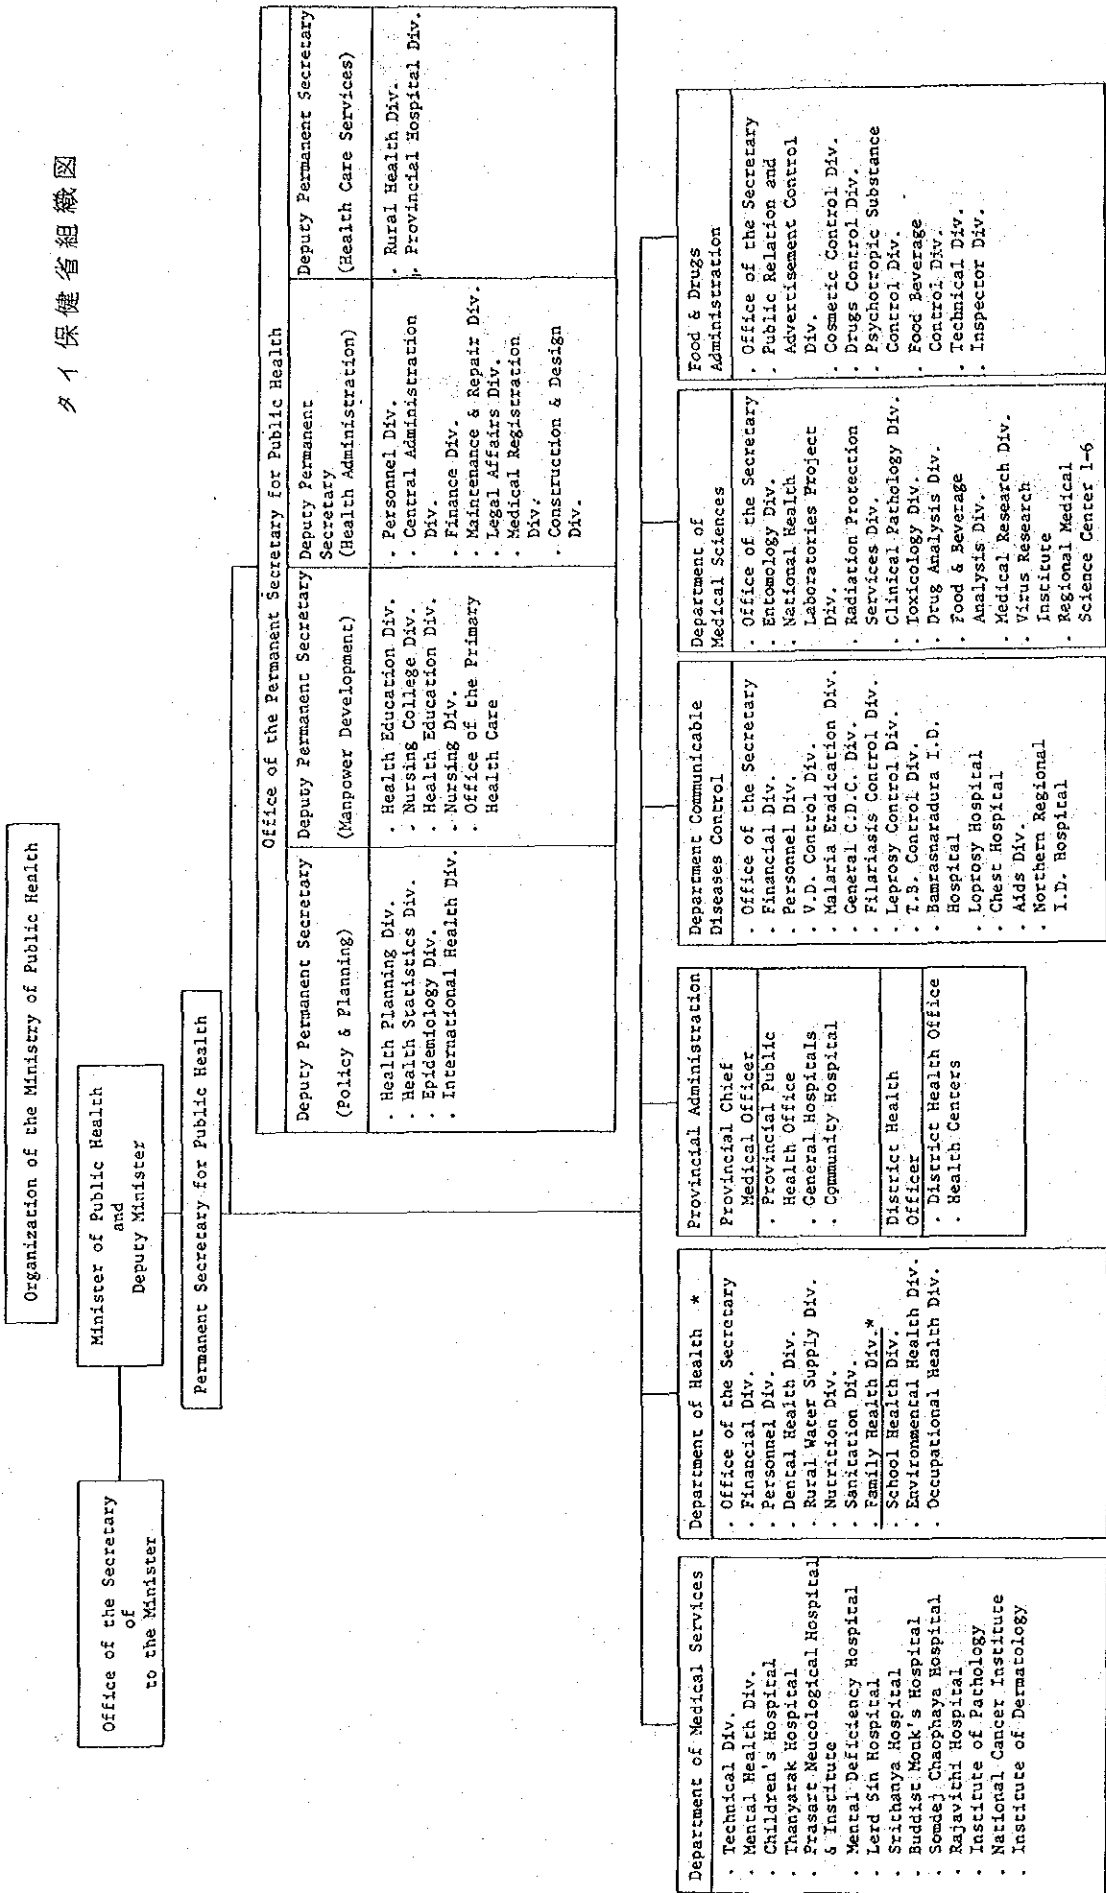 タイ保健省組織図
Organization of the Ministry of Public Health
Office of the Secretary
of
to the Minister
Minister of Public Health
and
Deputy Minister
Permanent Secretary for Public Health
Office of the Permanent Secretary for Public Health
Deputy Permanent Secretary
(Policy & Planning)
. Health Planning Div.
. Health Statistics Div.
. Epidemiology Div.
. International Health Div.
Deputy Permanent Secretary
(Manpower Development)
. Health Education Div.
. Nursing College Div.
. Health Education Div.
. Nursing Div.
. Office of the Primary
Health Care
Deputy Permanent
Secretary
(Health Administration)
. Personnel Div.
. Central Administration
Div.
. Finance Div.
. Maintenance & Repair Div.
. Legal Affairs Div.
. Medical Registration
Div.
. Construction & Design
Div.
Deputy Permanent Secretary
(Health Care Services)
. Rural Health Div.
. Provincial Hospital Div.
Department of Medical Services
. Technical Div.
. Mental Health Div.
. Children's Hospital
. Thanyarak Hospital
. Prasart Neucological Hospital
& Institute
. Mental Deficiency Hospital
. Lerd Sin Hospital
. Srithanya Hospital
. Buddist Monk's Hospital
. Somdej Chaophaya Hospital
. Rajavithi Hospital
. Institute of Pathology
. National Cancer Institute
. Institute of Dermatology
Department of Health *
. Office of the Secretary
. Financial Div.
. Personnel Div.
. Dental Health Div.
. Rural Water Supply Div.
. Nutrition Div.
. Sanitation Div.
. Family Health Div.*
. School Health Div.
. Environmental Health Div.
. Occupational Health Div.
Provincial Administration
Provincial Chief
Medical Officer
. Provincial Public
Health Office
. General Hospitals
. Community Hospital
District Health
Officer
. District Health Office
. Health Centers
Department Communicable
Diseases Control
. Office of the Secretary
. Financial Div.
. Personnel Div.
. V.D. Control Div.
. Malaria Eradication Div.
. General C.D.C. Div.
. Filariasis Control Div.
. Leprosy Control Div.
. T.B. Control Div.
. Bamrasnaradura I.D.
Hospital
. Loprosy Hospital
. Chest Hospital
. Aids Div.
. Northern Regional
I.D. Hospital
Department of
Medical Sciences
. Office of the Secretary
. Entomology Div.
. National Health
Laboratories Project
Div.
. Radiation Protection
Services Div.
. Clinical Pathology Div.
. Toxicology Div.
. Drug Analysis Div.
. Food & Beverage
Analysis Div.
. Medical Research Div.
. Virus Research
Institute
. Regional Medical
Science Center 1-6
Food & Drugs
Administration
. Office of the Secretary
. Public Relation and
Advertisement Control
Div.
. Cosmetic Control Div.
. Drugs Control Div.
. Psychotropic Substance
Control Div.
. Food Beverage
Control Div.
. Technical Div.
. Inspector Div.